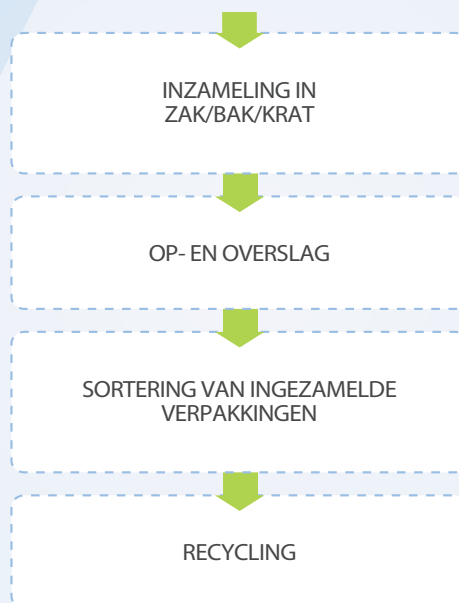 INZAMELING IN
ZAK/BAK/KRAT
OP- EN OVERSLAG
SORTERING VAN INGEZAMELDE
VERPAKKINGEN
RECYCLING